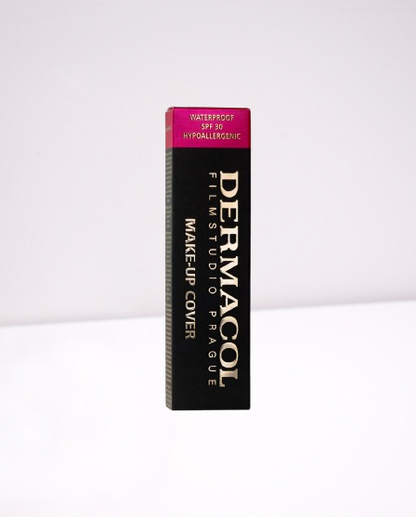 WATERPROOF
SPF 30
HYPOALLERGENIC
DERMACOL
FILMSTUDIO PRAGUE
MAKE-UP COVER